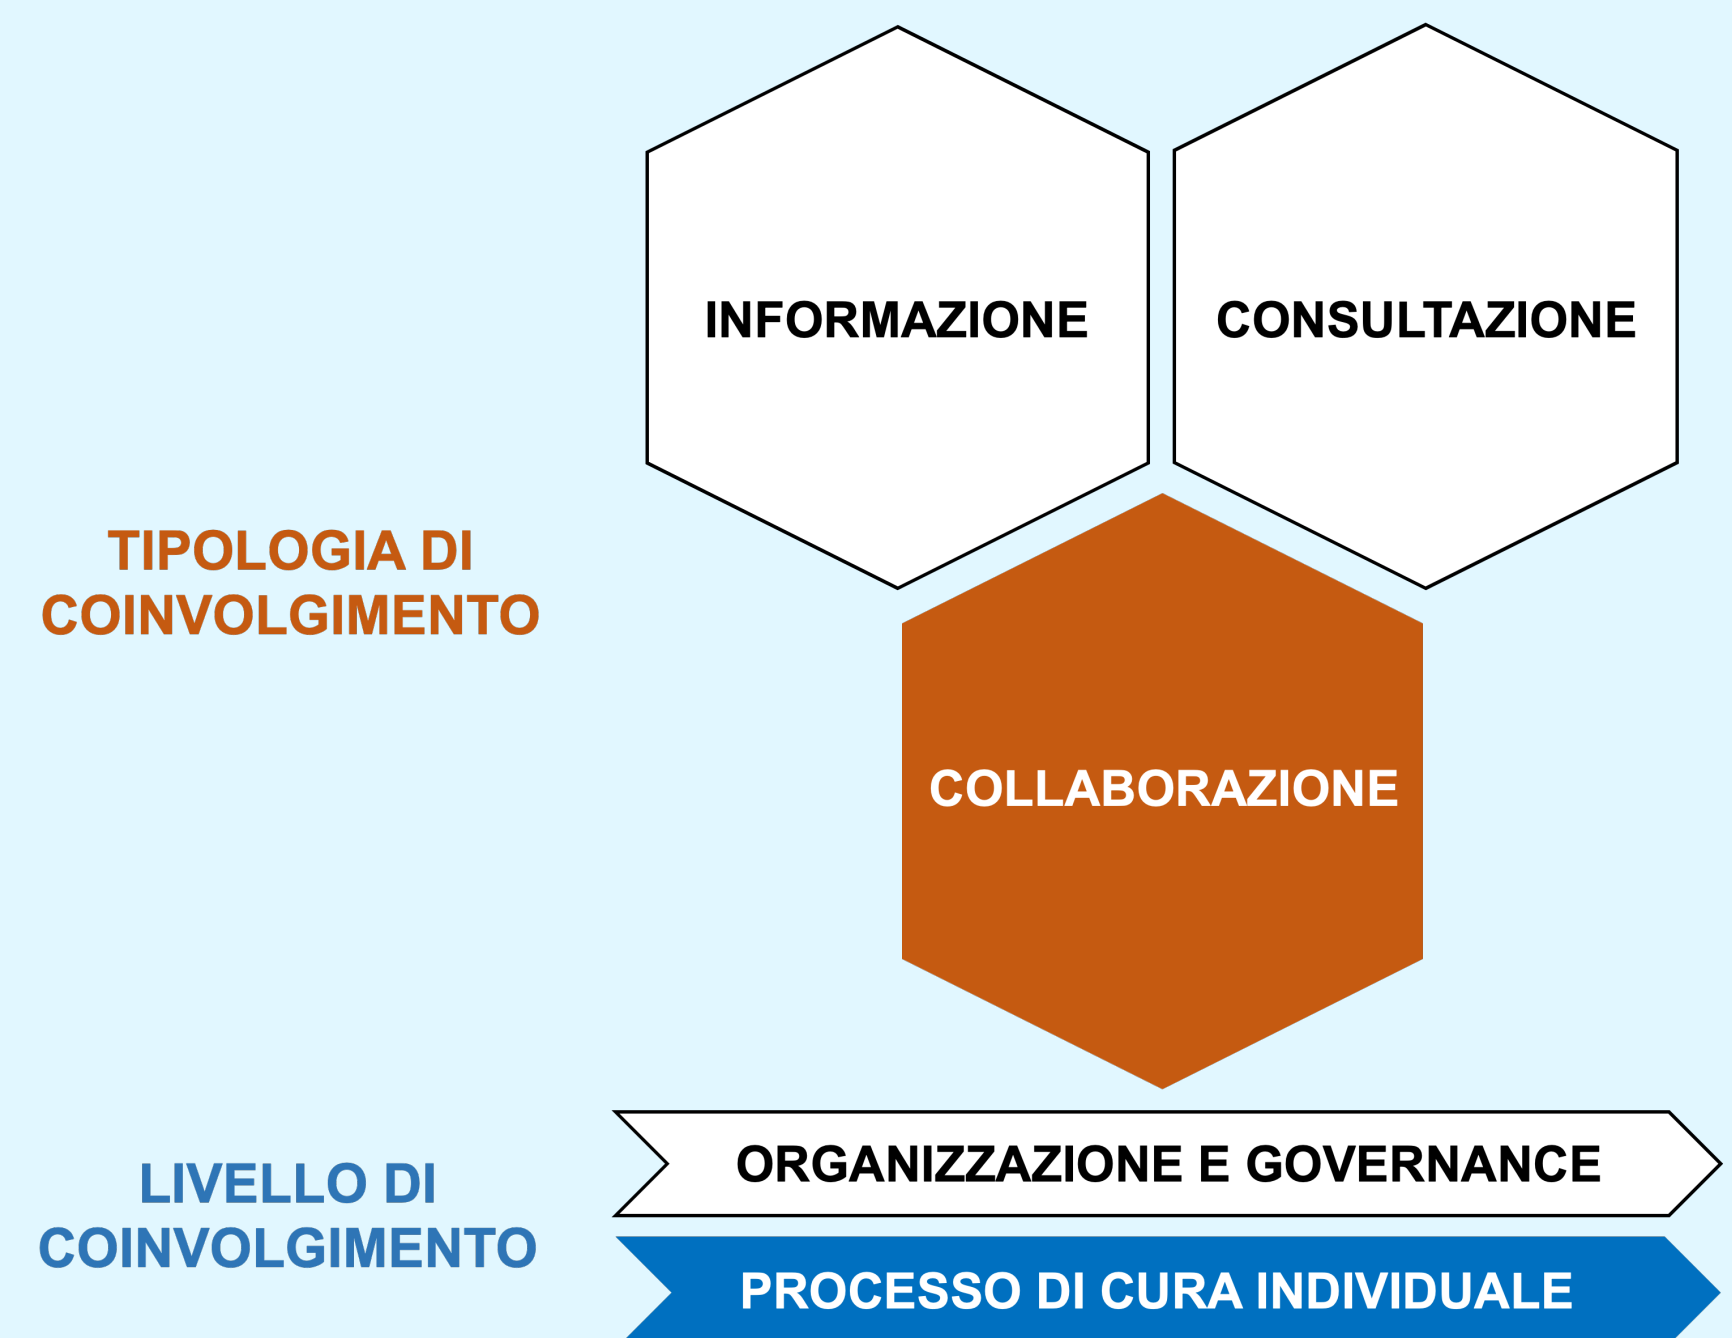 INFORMAZIONE
CONSULTAZIONE
TIPOLOGIA DI
COINVOLGIMENTO
COLLABORAZIONE
LIVELLO DI
COINVOLGIMENTO
ORGANIZZAZIONE E GOVERNANCE
PROCESSO DI CURA INDIVIDUALE